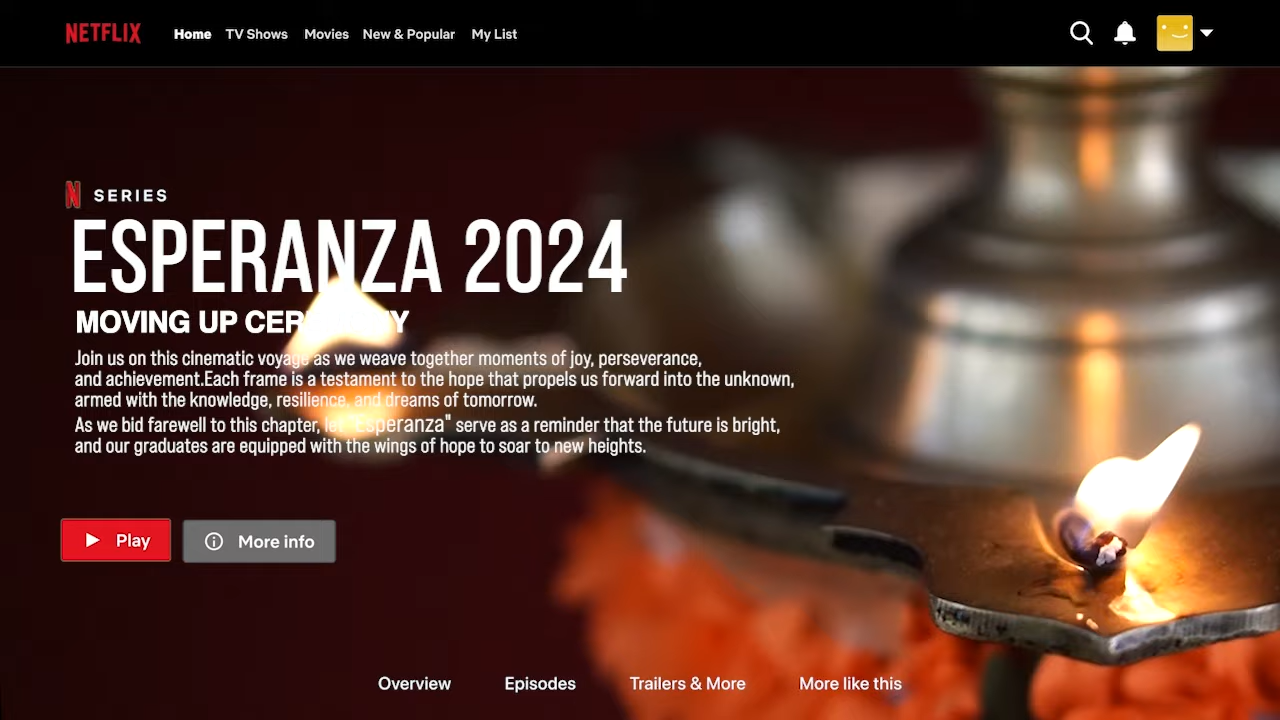 NETFLIX Home TV Shows Movies New & Popular My List
N SERIES
ESPERANZA 2024
MOVING UP
Join us on this cinematic voyage as we weave together moments of joy, perseverance,
and achievement.Each frame is a testament to the hope that propels us forward into the unknown,
armed with the knowledge, resilience, and dreams of tomorrow.
As we bid farewell to this chapter, let "Esperanza" serve as a reminder that the future is bright,
and our graduates are equipped with the wings of hope to soar to new heights.
Play More info
Overview Episodes Trailers & More More like this